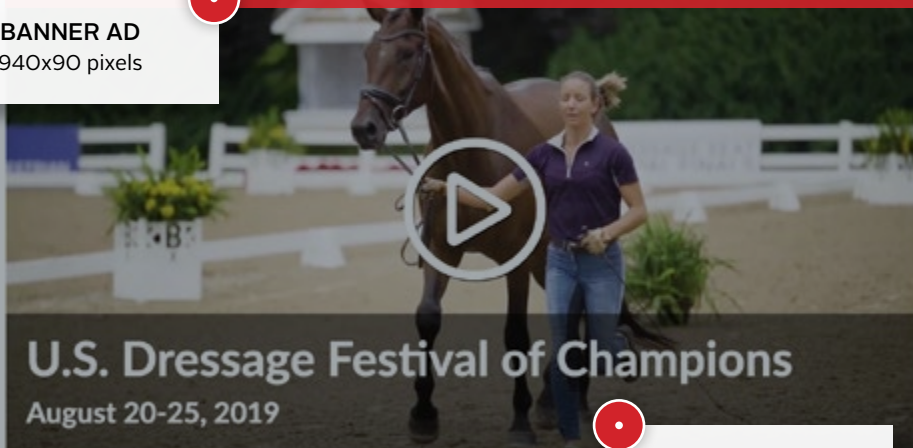 BANNER AD
940x90 pixels
B
U.S. Dressage Festival of Champions
August 20-25, 2019